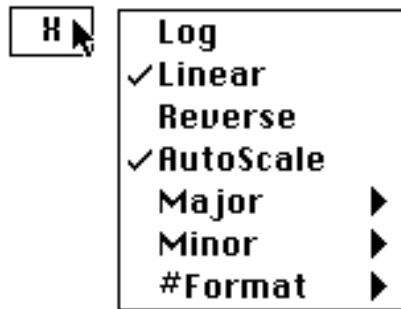 X
Log
✓Linear
Reverse
✓AutoScale
Major ▶
Minor ▶
#Format ▶